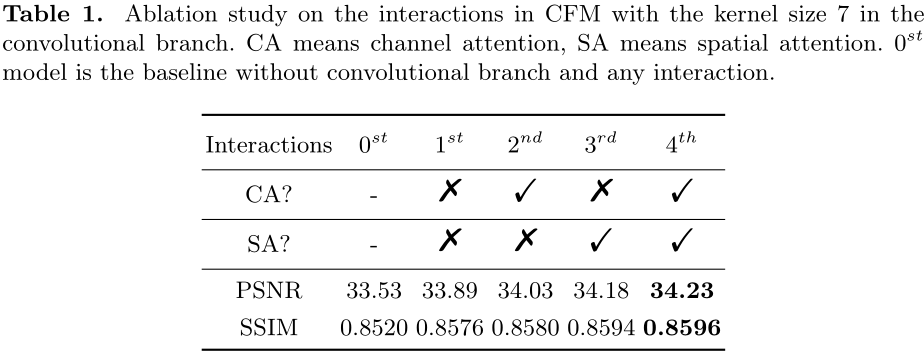 Table 1. Ablation study on the interactions in CFM with the kernel size 7 in the
convolutional branch. CA means channel attention, SA means spatial attention. 0^{st}
model is the baseline without convolutional branch and any interaction.
Interactions 0^{st} 1^{st} 2^{nd} 3^{rd} 4^{th}
CA? - ✗ ✓ ✗ ✓
SA? - ✗ ✗ ✓ ✓
PSNR 33.53 33.89 34.03 34.18 34.23
SSIM 0.8520 0.8576 0.8580 0.8594 0.8596